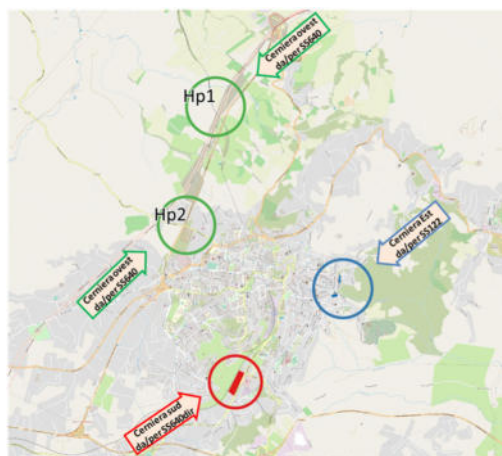 Cerniera ovest
da/per SS640
Hp1
Hp2
Cerniera Est
da/per SS122
Cerniera ovest
da/per SS640
Cerniera sud
da/per SS640dir